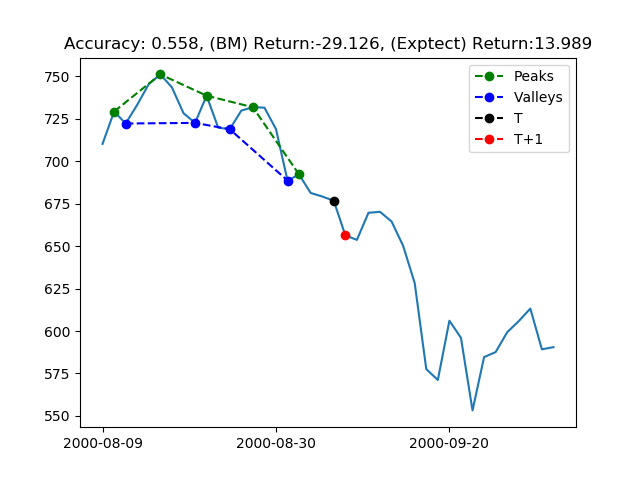 Accuracy: 0.558, (BM) Return:-29.126, (Exptect) Return:13.989
Peaks
Valleys
T
T+1
750
725
700
675
650
625
600
575
550
2000-08-09
2000-08-30
2000-09-20